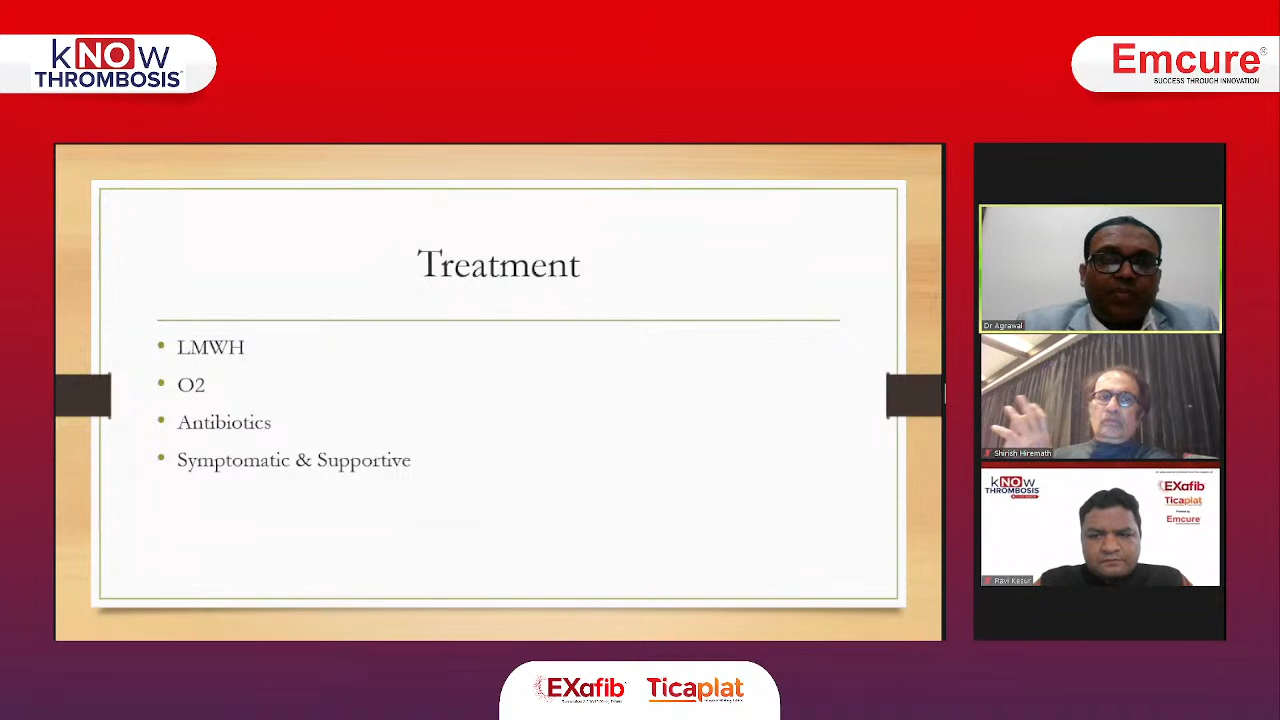 kNOw
THROMBOSIS
Emcure®
SUCCESS THROUGH INNOVATION
Treatment
• LMWH
• O2
• Antibiotics
• Symptomatic & Supportive
Dr Agrawal
Shirish Hiremath
kNOw
THROMBOSIS
EXafib
Ticaplat
Emcure
Ravi Kesur
EXafib
Ticaplat